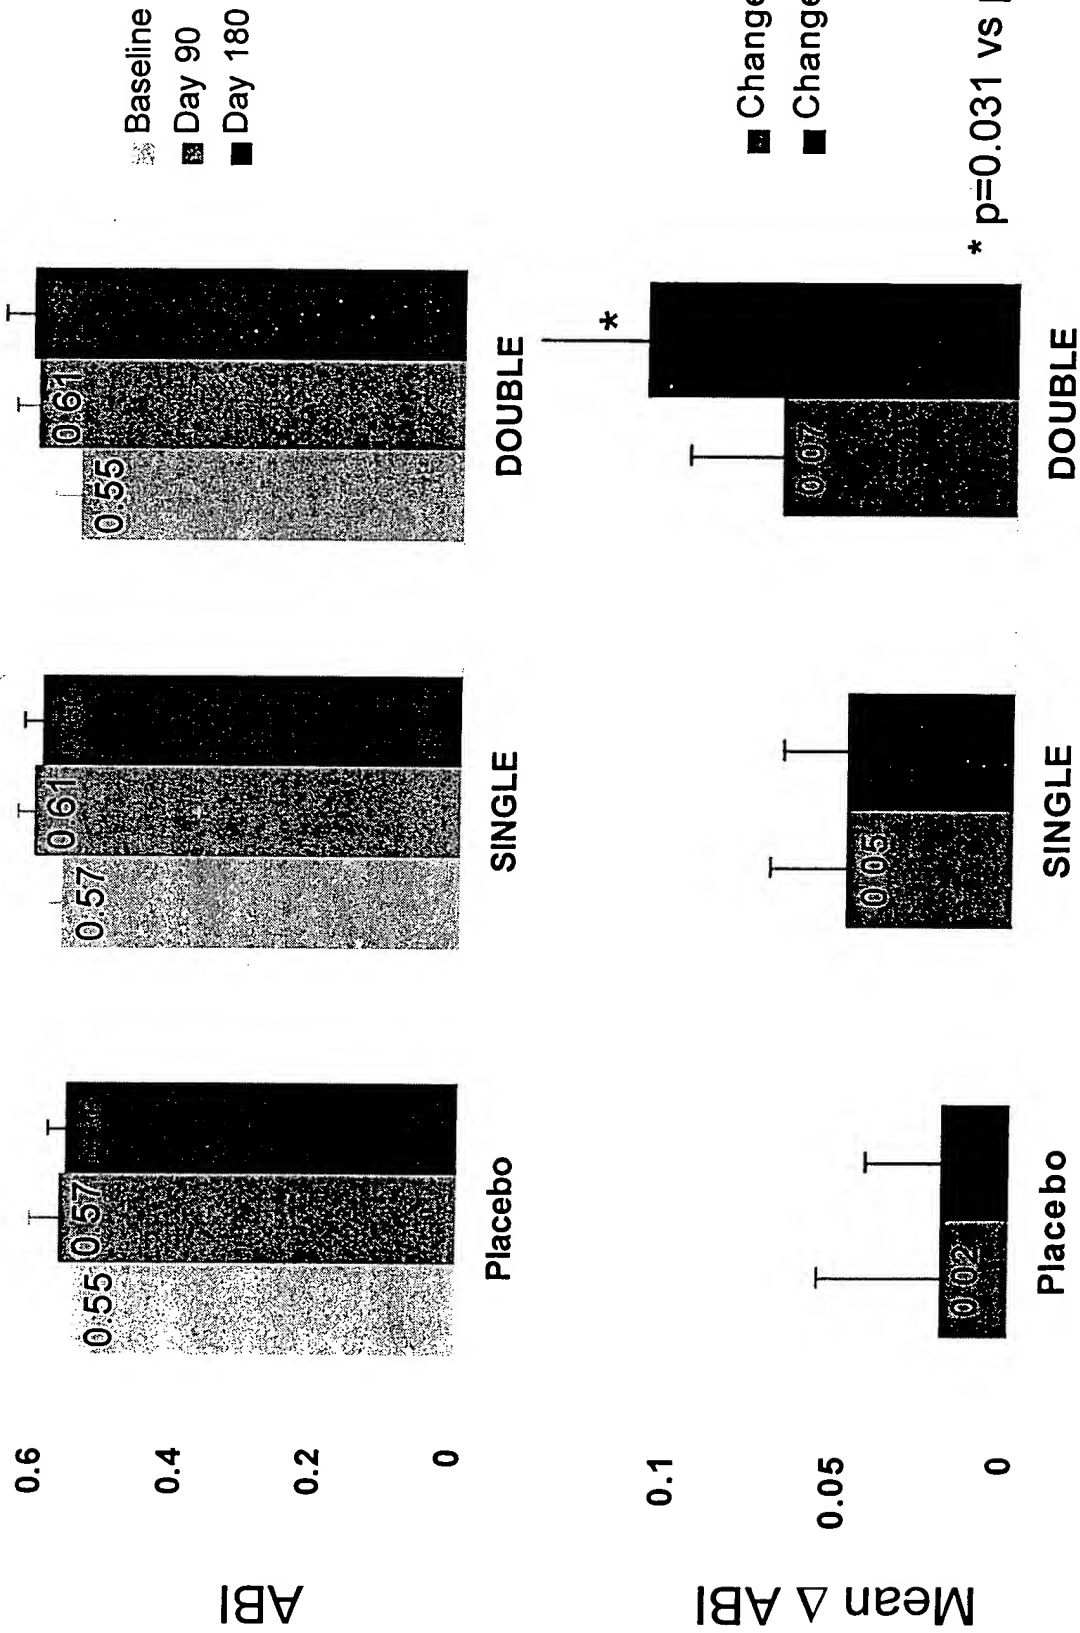 ABI
0.6
0.4
0.2
0
0.55
0.57
0.57
0.61
0.55
0.61
Placebo
SINGLE
DOUBLE
Baseline
Day 90
Day 180
Mean Δ ABI
0.1
0.05
0
0.02
0.05
0.07
*
Placebo
SINGLE
DOUBLE
Change
Change
* p=0.031 vs